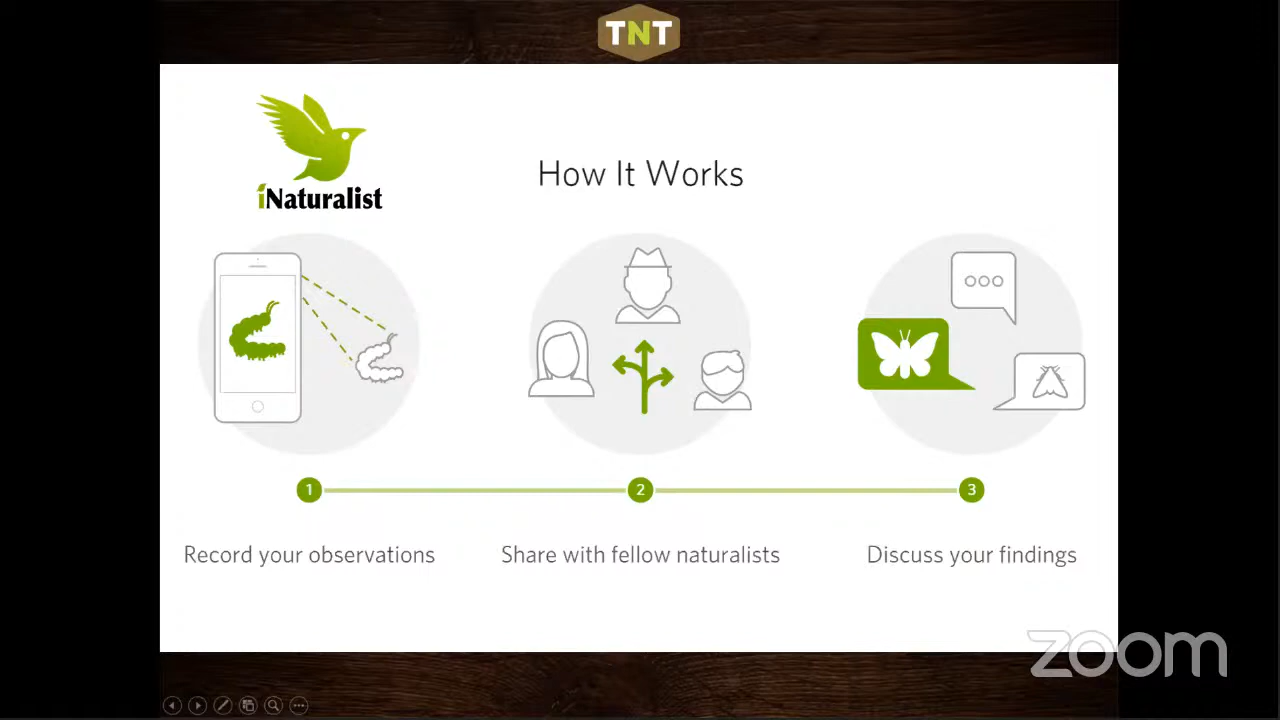 TNT
iNaturalist
How It Works
1
2
3
Record your observations
Share with fellow naturalists
Discuss your findings
zoom